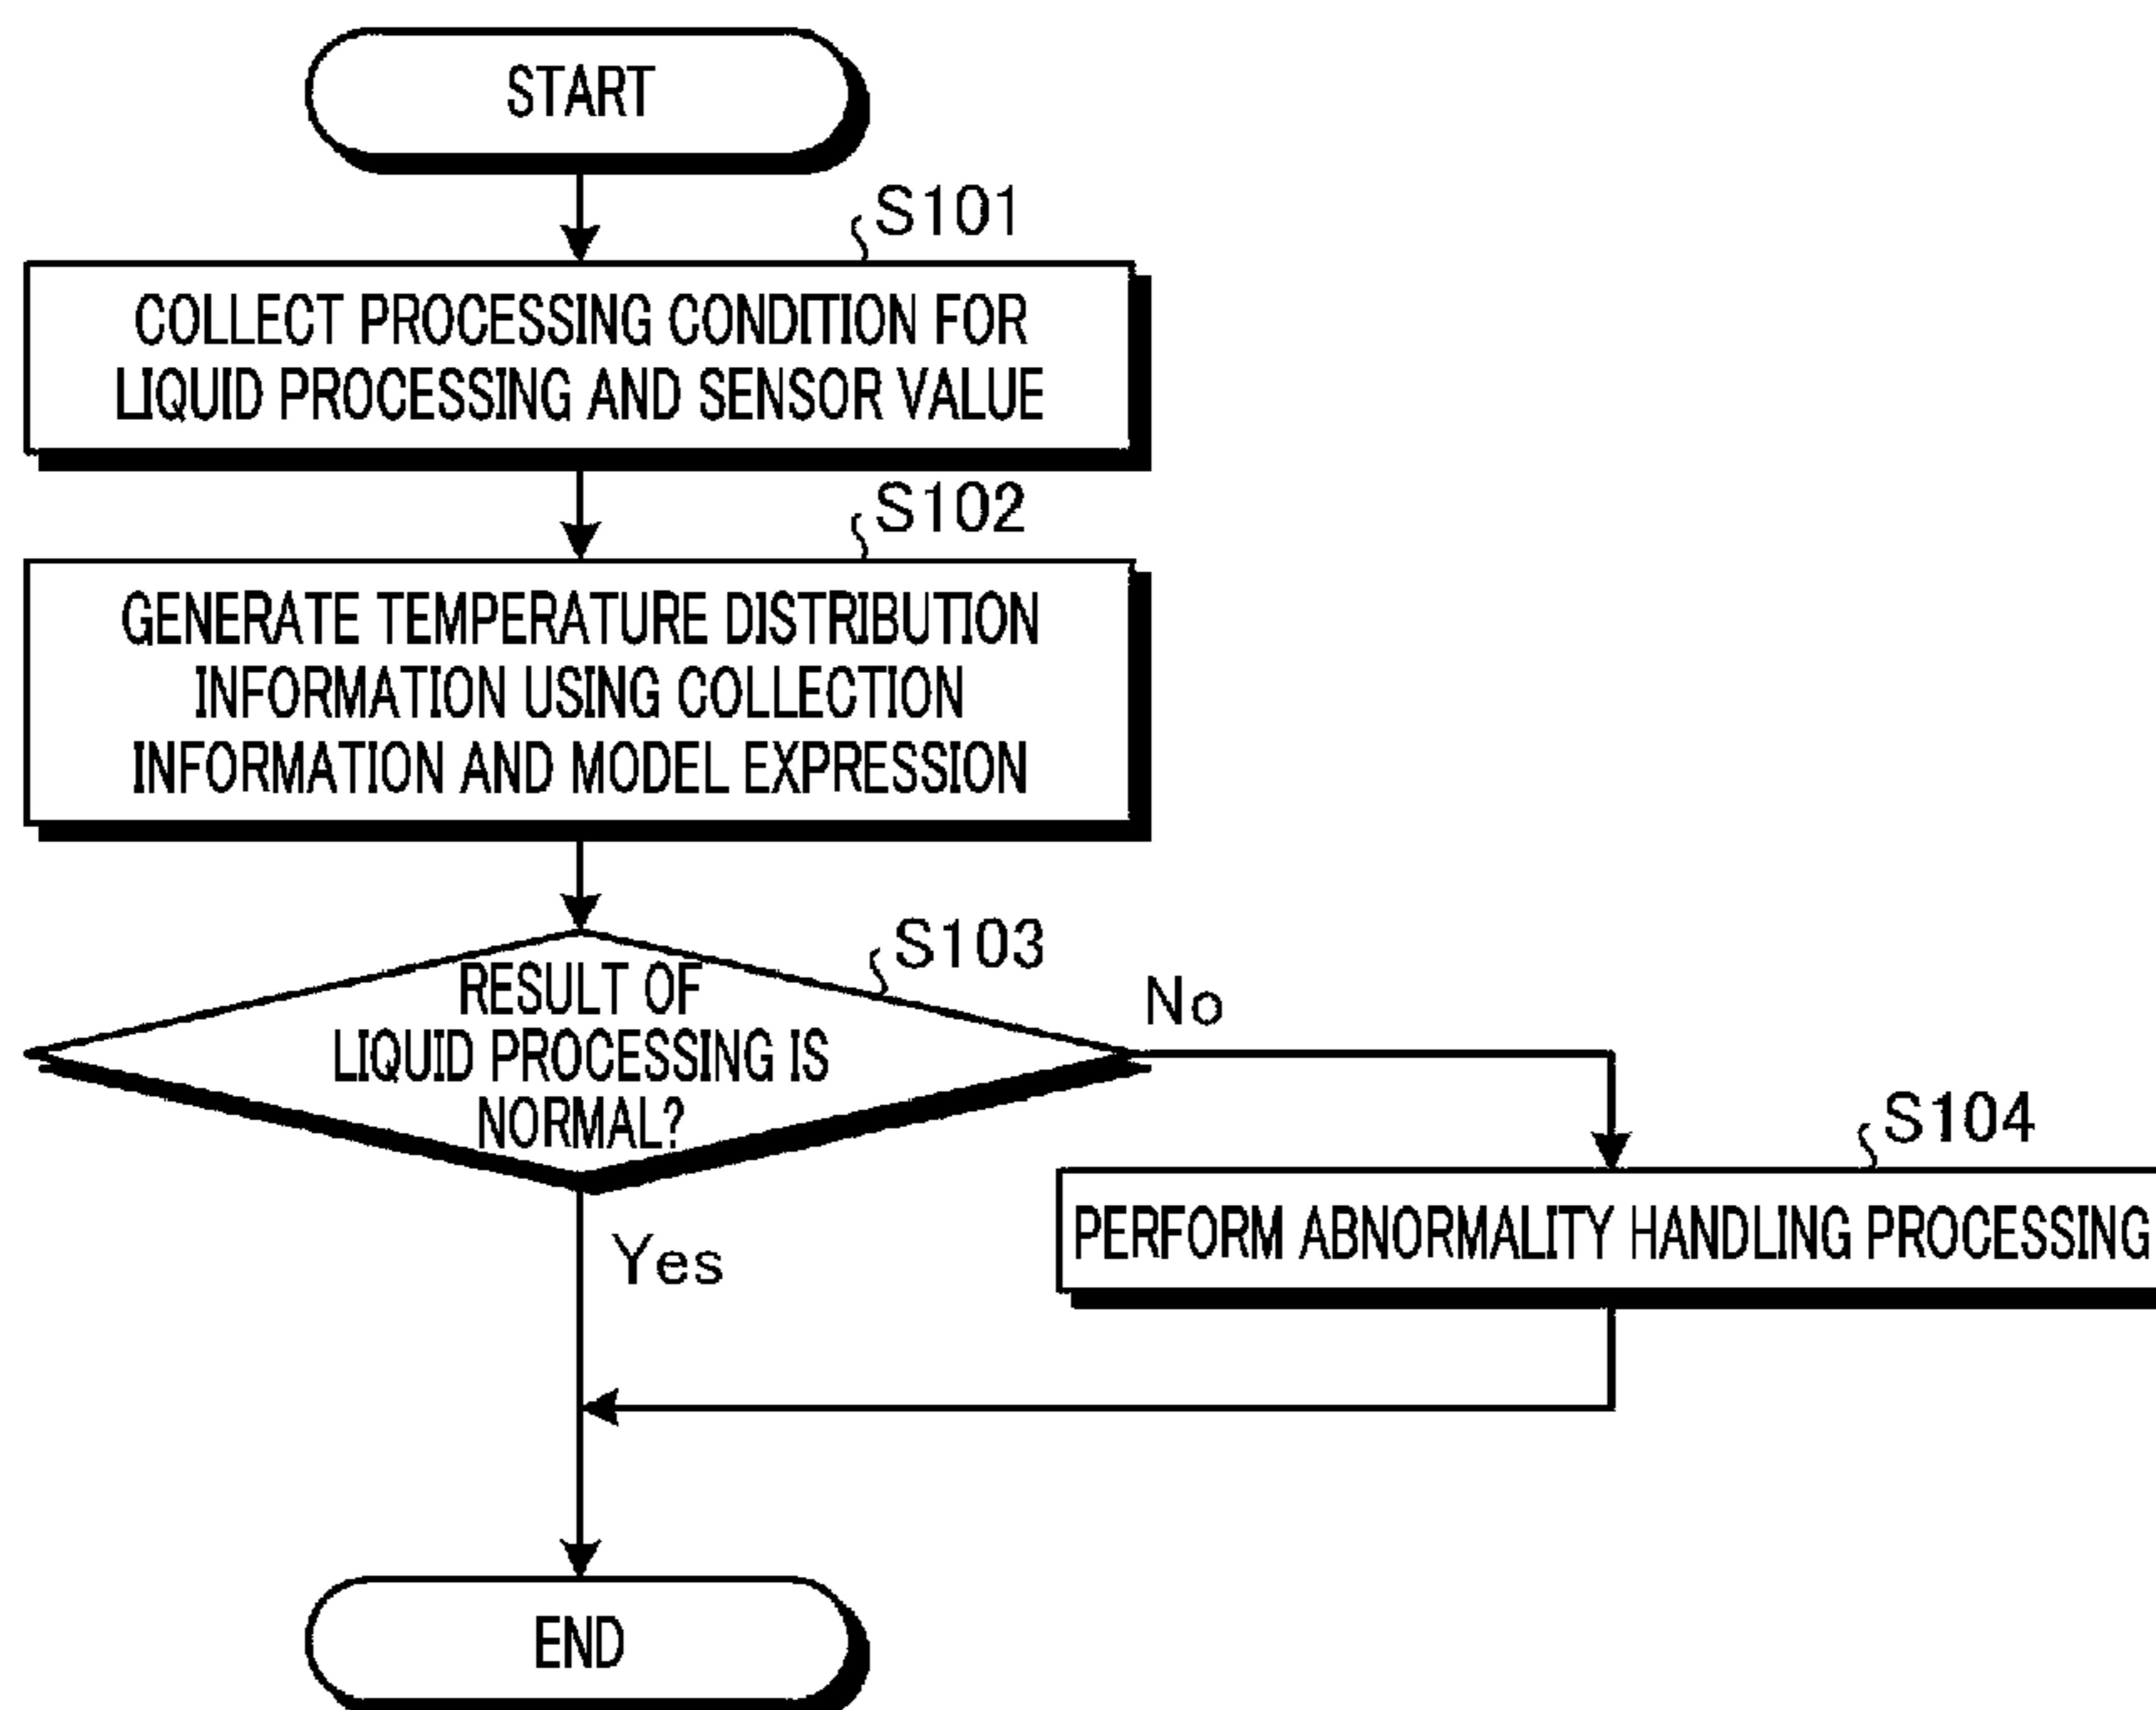 START
S101
COLLECT PROCESSING CONDITION FOR
LIQUID PROCESSING AND SENSOR VALUE
S102
GENERATE TEMPERATURE DISTRIBUTION
INFORMATION USING COLLECTION
INFORMATION AND MODEL EXPRESSION
S103
RESULT OF
LIQUID PROCESSING IS
NORMAL?
No
S104
PERFORM ABNORMALITY HANDLING PROCESSING
Yes
END